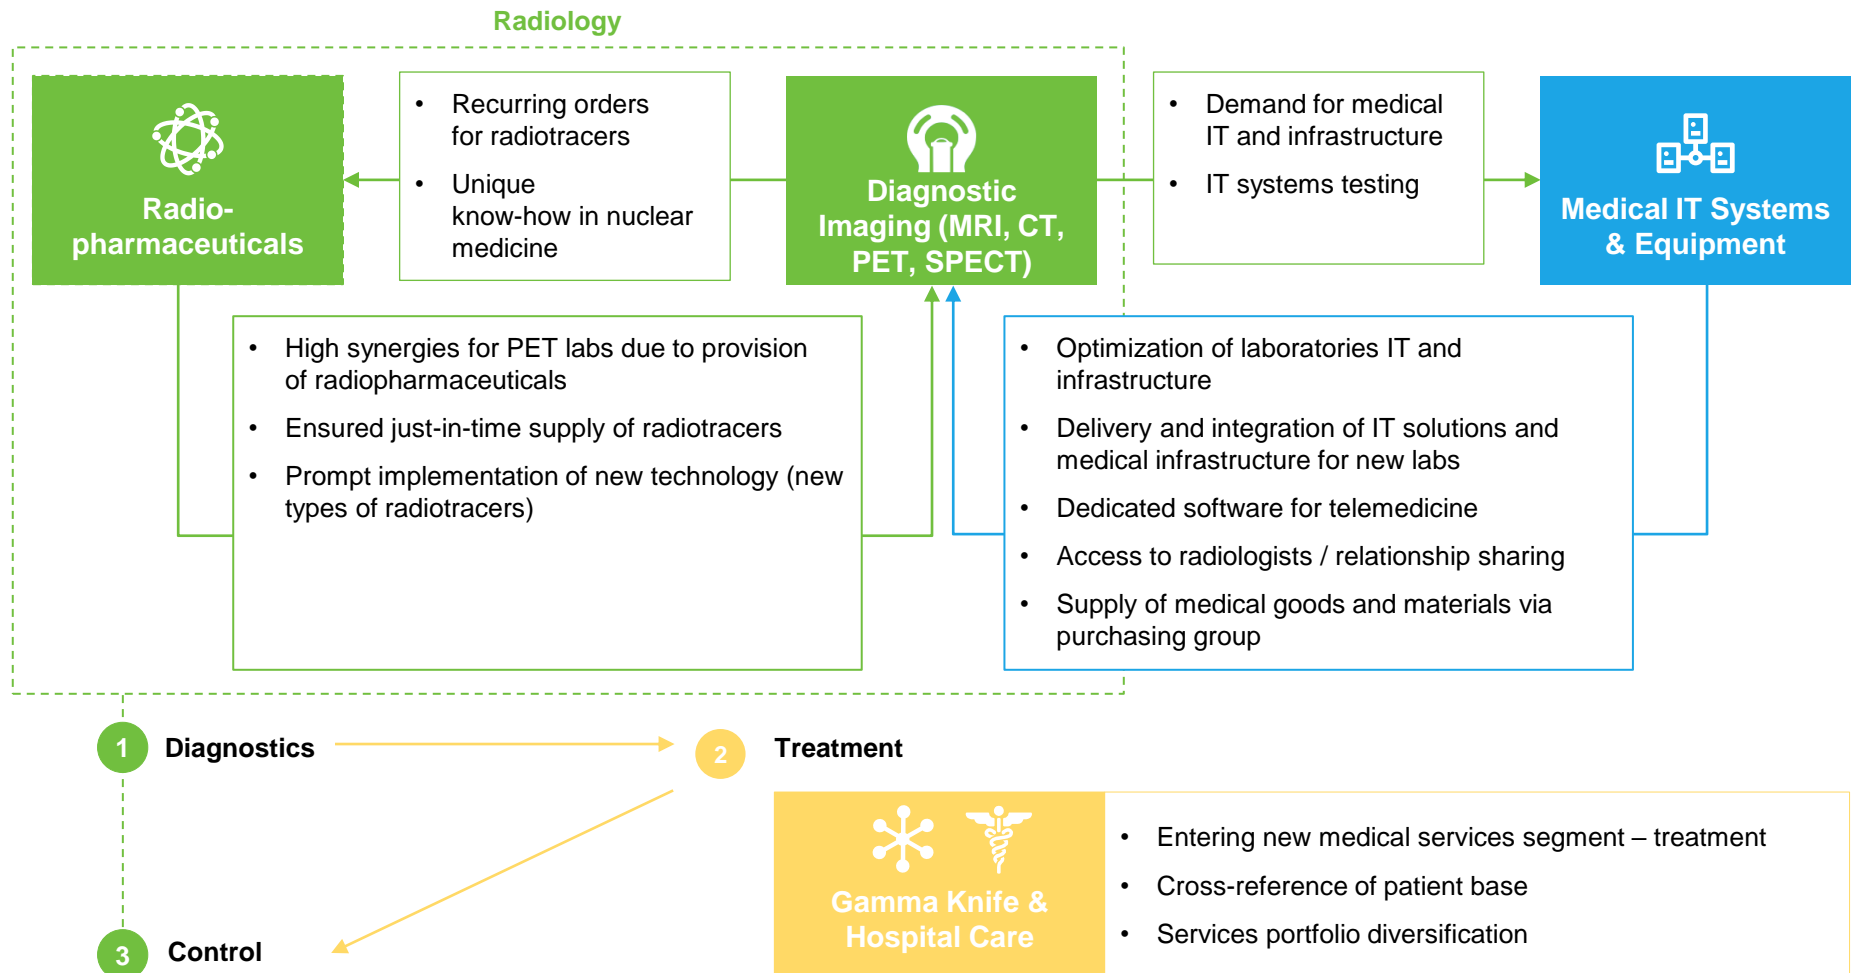 Radiology
Radio-
pharmaceuticals
• Recurring orders
for radiotracers
• Unique
know-how in nuclear
medicine
Diagnostic
Imaging (MRI, CT,
PET, SPECT)
• Demand for medical
IT and infrastructure
• IT systems testing
Medical IT Systems
& Equipment
• High synergies for PET labs due to provision
of radiopharmaceuticals
• Ensured just-in-time supply of radiotracers
• Prompt implementation of new technology (new
types of radiotracers)
• Optimization of laboratories IT and
infrastructure
• Delivery and integration of IT solutions and
medical infrastructure for new labs
• Dedicated software for telemedicine
• Access to radiologists / relationship sharing
• Supply of medical goods and materials via
purchasing group
1 Diagnostics
2 Treatment
Gamma Knife &
Hospital Care
• Entering new medical services segment – treatment
• Cross-reference of patient base
• Services portfolio diversification
3 Control